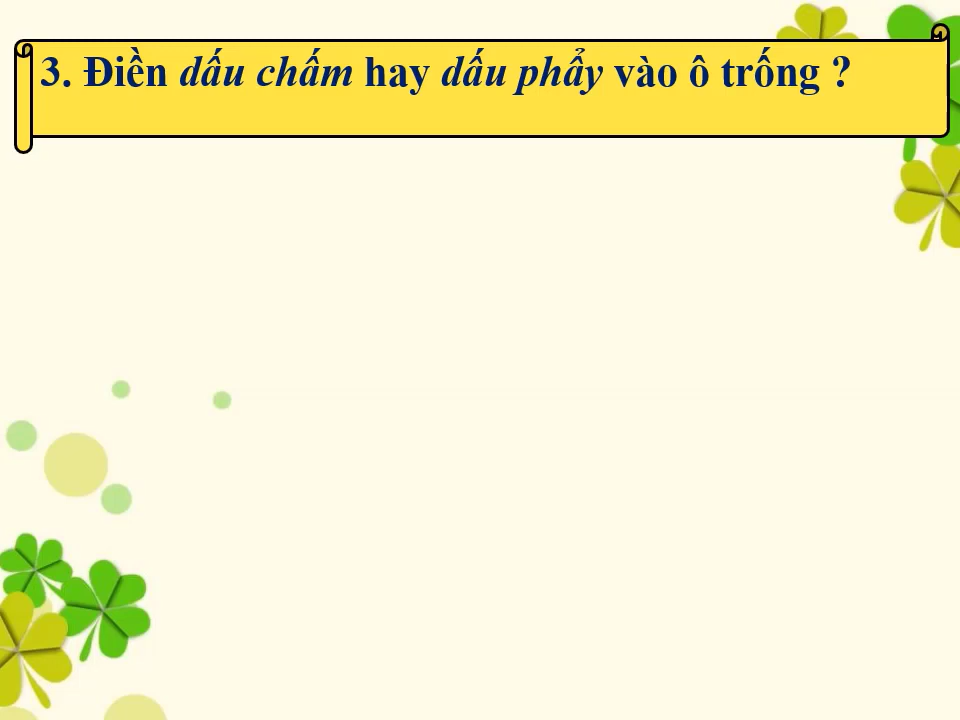 3. Điền dấu chấm hay dấu phẩy vào ô trống ?